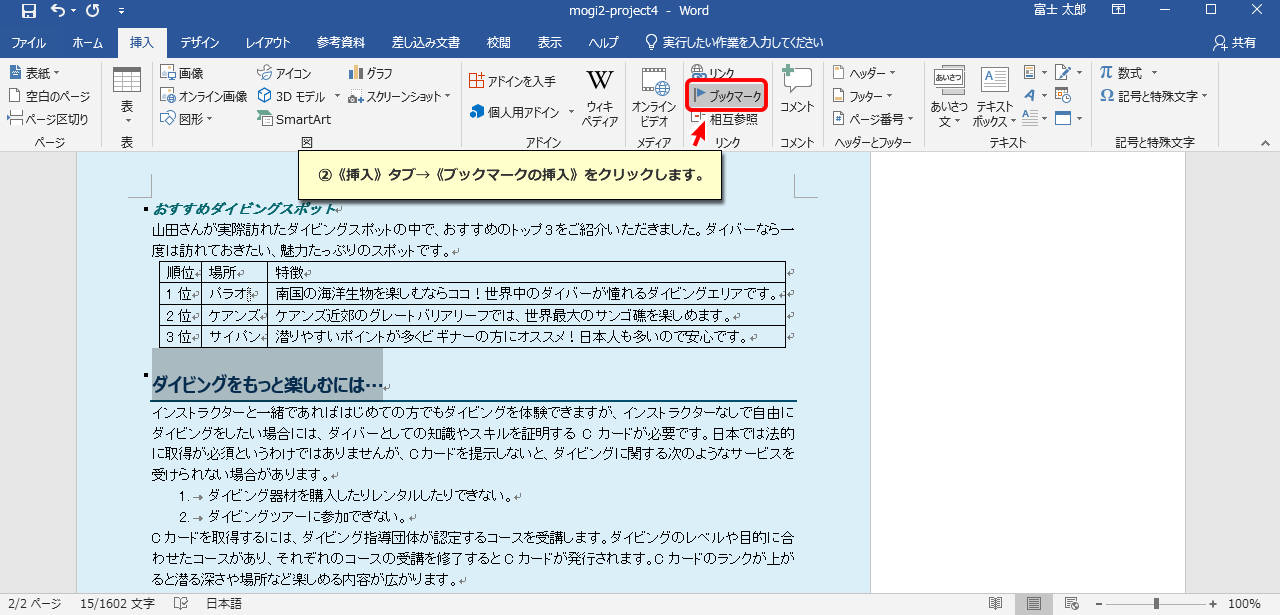 mogi2-project4 - Word
富士 太郎
ファイル ホーム 挿入 デザイン レイアウト 参考資料 差し込み文書 校閲 表示 ヘルプ 実行したい作業を入力してください 共有
表紙
空白のページ
ページ区切り
ページ
表
表
画像
オンライン画像
図形
アイコン
3D モデル
SmartArt
グラフ
スクリーンショット
図
アドインを入手
個人用アドイン
W
ウィキ
ペディア
アドイン
オンライン
ビデオ
メディア
リンク
ブックマーク
相互参照
リンク
コメント
コメント
ヘッダー
フッター
ページ番号
ヘッダーとフッター
あいさつ
あいさつ
文
A
テキスト
ボックス
テキスト
π 数式
Ω 記号と特殊文字
記号と特殊文字
②《挿入》タブ→《ブックマークの挿入》をクリックします。
おすすめダイビングスポット
山田さんが実際訪れたダイビングスポットの中で、おすすめのトップ３をご紹介いただきました。ダイバーなら一
度は訪れておきたい、魅力たっぷりのスポットです。
順位 場所 特徴
1 位 パラオ 南国の海洋生物を楽しむならココ！世界中のダイバーが憧れるダイビングエリアです。
2 位 ケアンズ ケアンズ近郊のグレートバリアリーフでは、世界最大のサンゴ礁を楽しめます。
3 位 サイパン 潜りやすいポイントが多くビギナーの方にオススメ！日本人も多いので安心です。
ダイビングをもっと楽しむには…
インストラクターと一緒であればはじめての方でもダイビングを体験できますが、インストラクターなしで自由に
ダイビングをしたい場合には、ダイバーとしての知識やスキルを証明する C カードが必要です。日本では法的
に取得が必須というわけではありませんが、Cカードを提示しないと、ダイビングに関する次のようなサービスを
受けられない場合があります。
1. → ダイビング器材を購入したりレンタルしたりできない。
2. → ダイビングツアーに参加できない。
Cカードを取得するには、ダイビング指導団体が認定するコースを受講します。ダイビングのレベルや目的に合
わせたコースがあり、それぞれのコースの受講を修了するとCカードが発行されます。C カードのランクが上が
ると潜る深さや場所など楽しめる内容が広がります。
2/2 ページ 15/1602 文字 日本語 100%